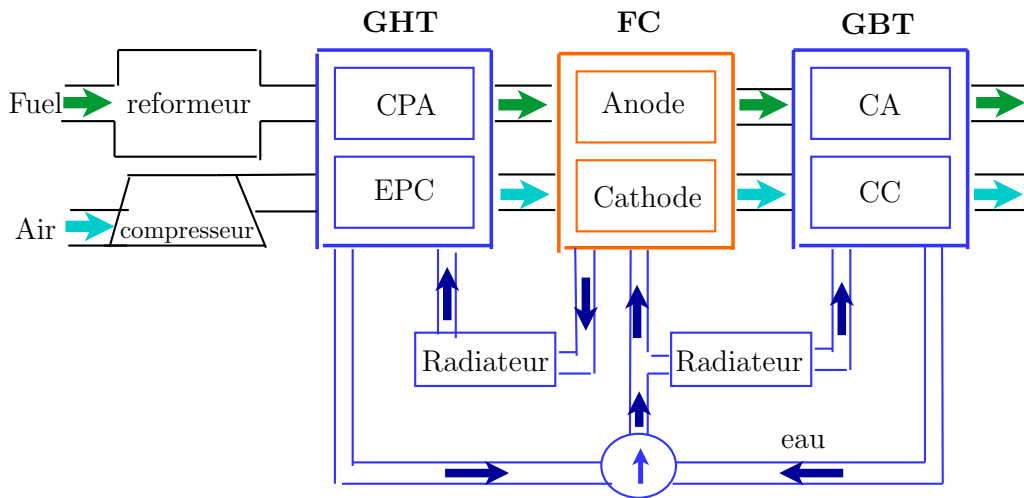 GHT
FC
GBT
Fuel
reformeur
CPA
Anode
CA
EPC
Cathode
CC
Air
compresseur
Radiateur
Radiateur
eau